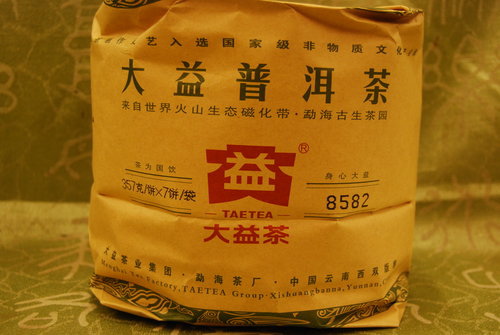 艺入选国家级非物质文化
大益普洱茶
来自世界火山生态磁化带·勐海古生茶园
茶为国饮
身心大益
益®
357克/饼×7饼/袋
8582
TAETEA
大益茶
大益茶业集团·勐海茶厂·中国云南西双版纳
Menghai Tea Factory,TAETEA Group·Xishuangbanna,Yunnan,C